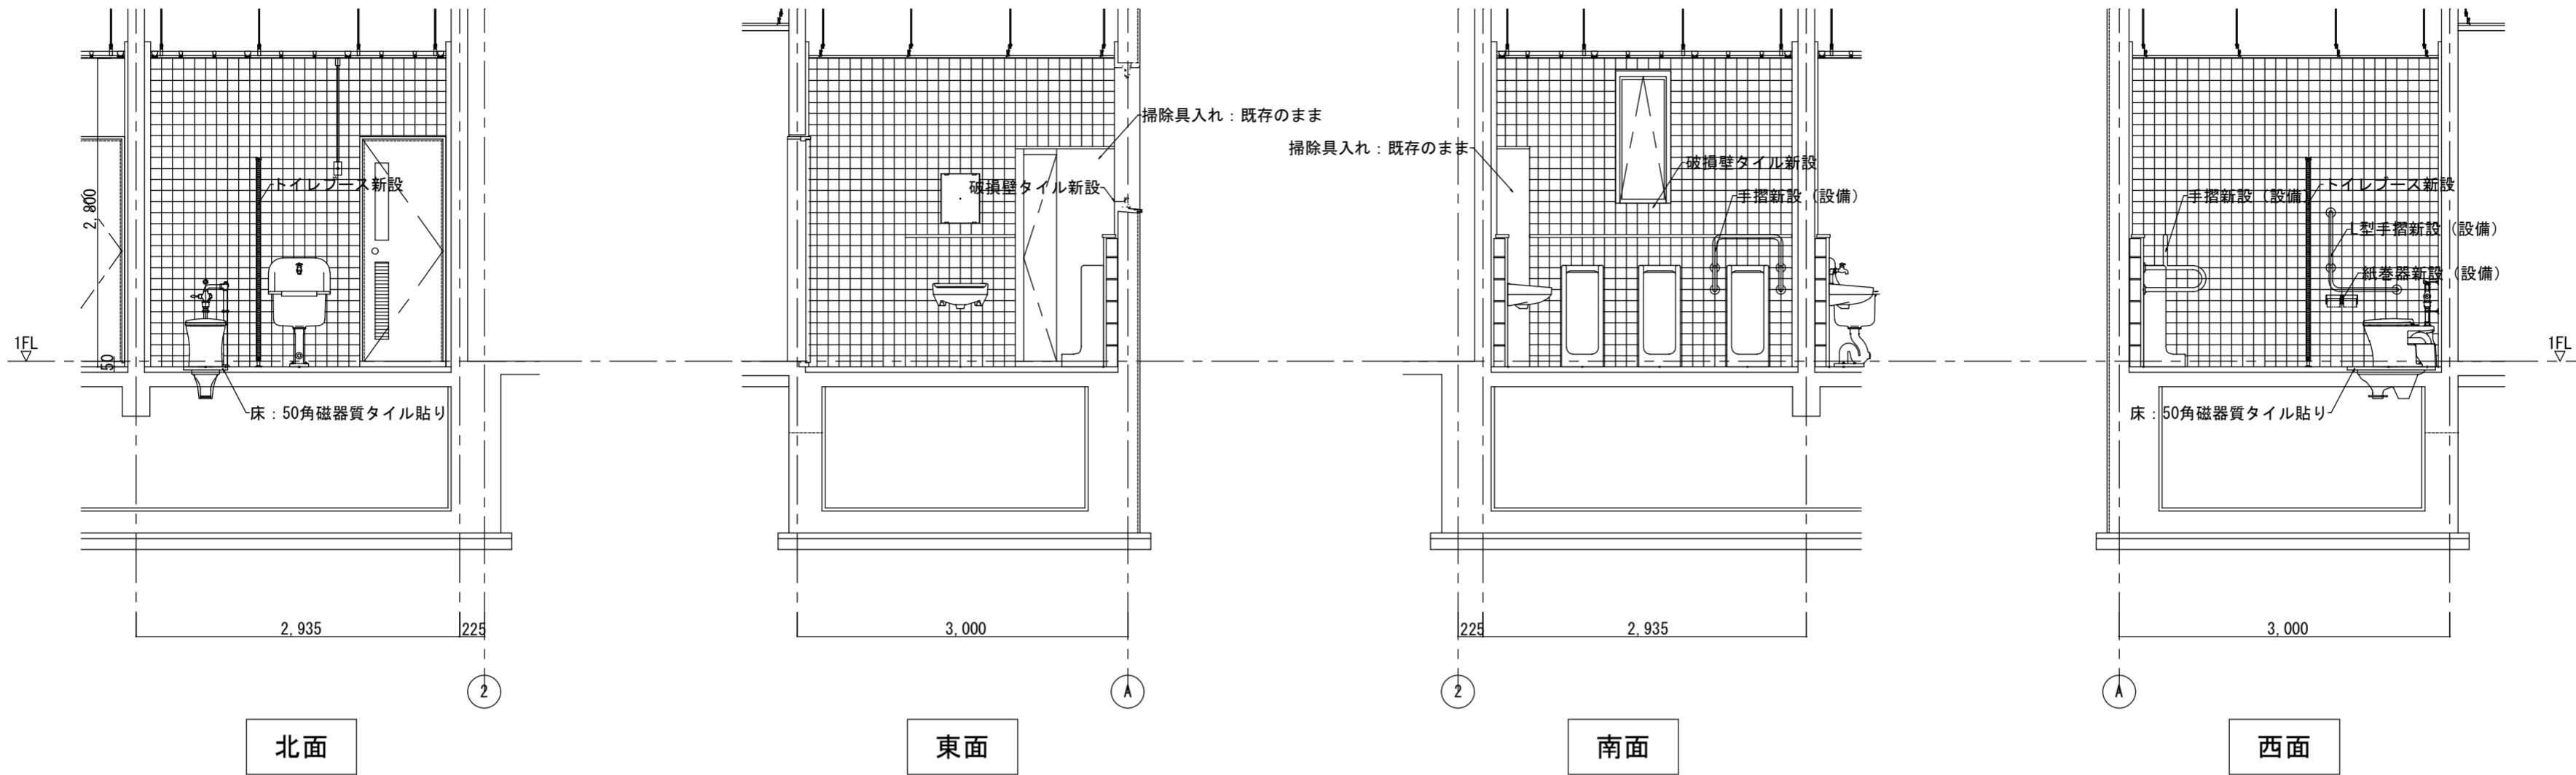 2,800
トイレブース新設
1FL
50
床：50角磁器質タイル貼り
2,935
225
2
北面
掃除具入れ：既存のまま
破損壁タイル新設
3,000
A
東面
掃除具入れ：既存のまま
破損壁タイル新設
手摺新設（設備）
225
2,935
2
南面
手摺新設（設備）
トイレブース新設
L型手摺新設（設備）
紙巻器新設（設備）
1FL
床：50角磁器質タイル貼り
3,000
A
西面